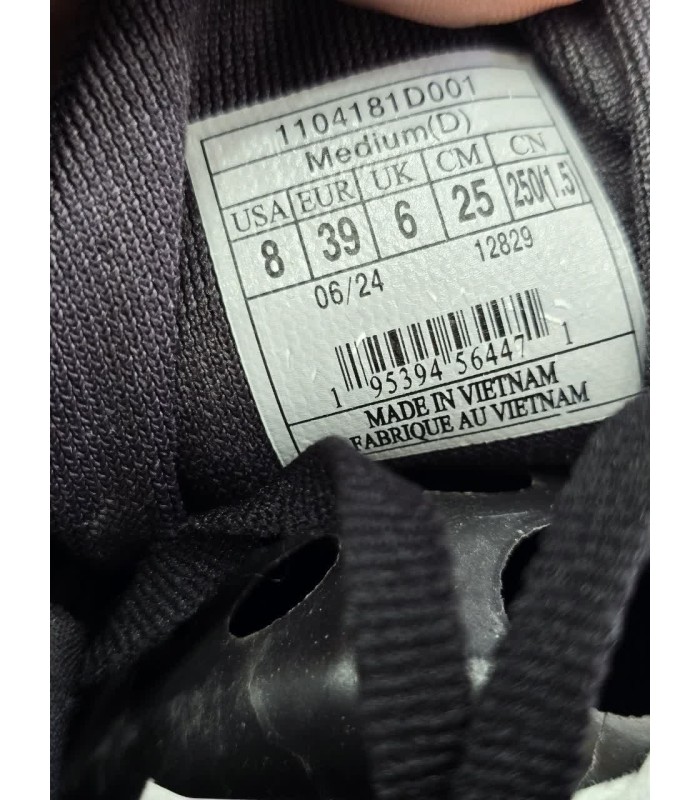 1104181D001
Medium(D)
USA EUR UK CM CN
8 39 6 25 250(1.5)
06/24 12829
1 95394 56447 1
MADE IN VIETNAM
FABRIQUE AU VIETNAM